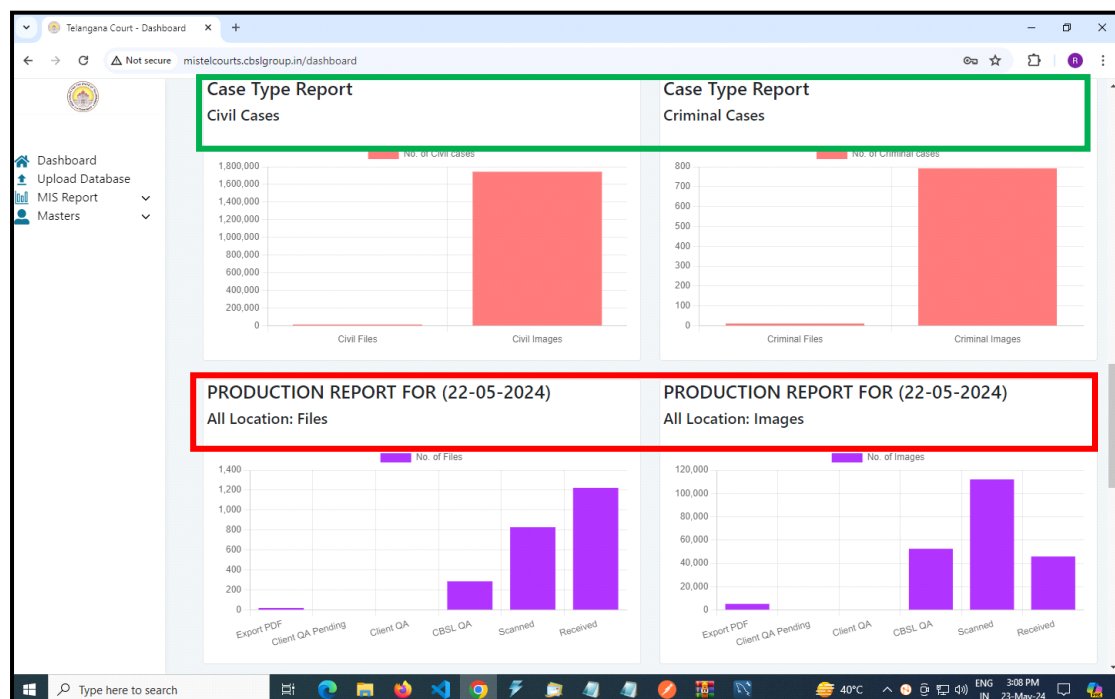 Telangana Court - Dashboard
Not secure mistelcourts.cbslgroup.in/dashboard
R
Dashboard
Upload Database
MIS Report
Masters
Case Type Report
Civil Cases
No. of Civil cases
1,800,000
1,600,000
1,400,000
1,200,000
1,000,000
800,000
600,000
400,000
200,000
0
Civil Files
Civil Images
Case Type Report
Criminal Cases
No. of Criminal cases
800
700
600
500
400
300
200
100
0
Criminal Files
Criminal Images
PRODUCTION REPORT FOR (22-05-2024)
All Location: Files
No. of Files
1,400
1,200
1,000
800
600
400
200
0
Export PDF
Client QA Pending
Client QA
CBSL QA
Scanned
Received
PRODUCTION REPORT FOR (22-05-2024)
All Location: Images
No. of Images
120,000
100,000
80,000
60,000
40,000
20,000
0
Export PDF
Client QA Pending
Client QA
CBSL QA
Scanned
Received
Type here to search
40°C
ENG
IN
3:08 PM
23-May-24